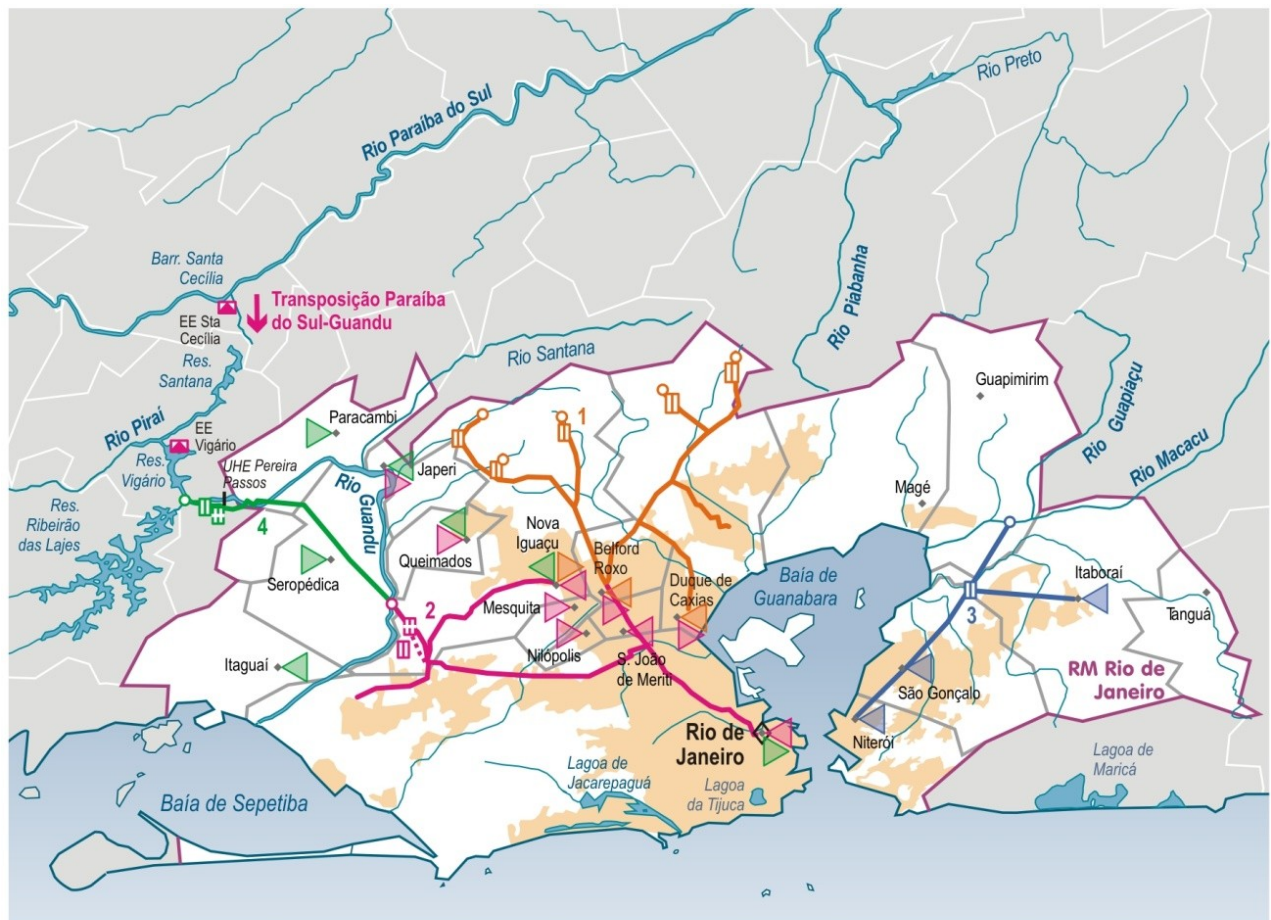 Rio Preto
Rio Paraíba do Sul
Barr. Santa
Cecília
Transposição Paraíba
do Sul-Guandu
EE Sta
Cecília
Res.
Santana
Rio Piabanha
Rio Santana
Rio Guapiaçu
Guapimirim
Rio Piraí
EE
Vigário
Paracambi
1
Rio Macacu
Res.
Vigário
UHE Pereira
Passos
Japeri
Rio Guandu
Magé
Res.
Ribeirão
das Lajes
EE
4
Queimados
Nova
Iguaçu
Belford
Roxo
Duque de
Caxias
Baía de
Guanabara
Itaboraí
Seropédica
2
Mesquita
3
Tanguá
EE
Nilópolis
S. João
de Meriti
Itaguaí
São Gonçalo
RM Rio de
Janeiro
Rio de
Janeiro
Niterói
Lagoa de
Jacarepaguá
Lagoa
da Tijuca
Lagoa de
Maricá
Baía de Sepetiba